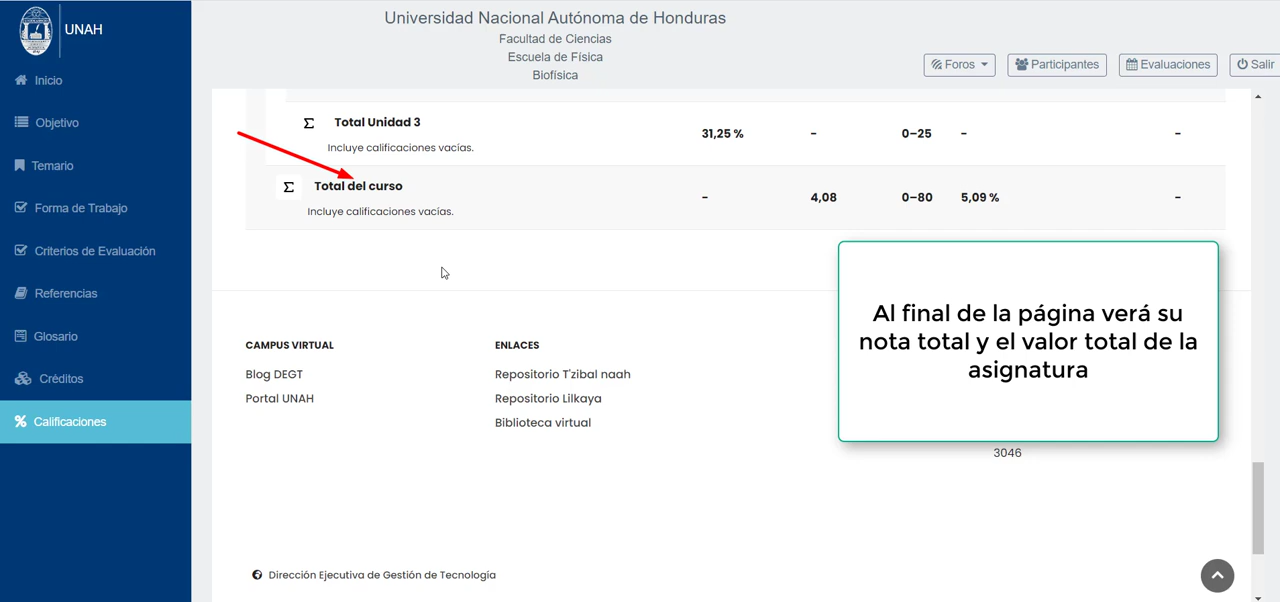 UNAH
Universidad Nacional Autónoma de Honduras
Facultad de Ciencias
Escuela de Física
Biofísica
Foros
Participantes
Evaluaciones
Salir
Inicio
Objetivo
Temario
Forma de Trabajo
Criterios de Evaluación
Referencias
Glosario
Créditos
Calificaciones
Σ Total Unidad 3 31,25 % - 0–25 - -
Incluye calificaciones vacías.
Σ Total del curso - 4,08 0–80 5,09 % -
Incluye calificaciones vacías.
Al final de la página verá su
nota total y el valor total de la
asignatura
CAMPUS VIRTUAL
Blog DEGT
Portal UNAH
ENLACES
Repositorio T'zibal naah
Repositorio Lilkaya
Biblioteca virtual
3046
Dirección Ejecutiva de Gestión de Tecnología